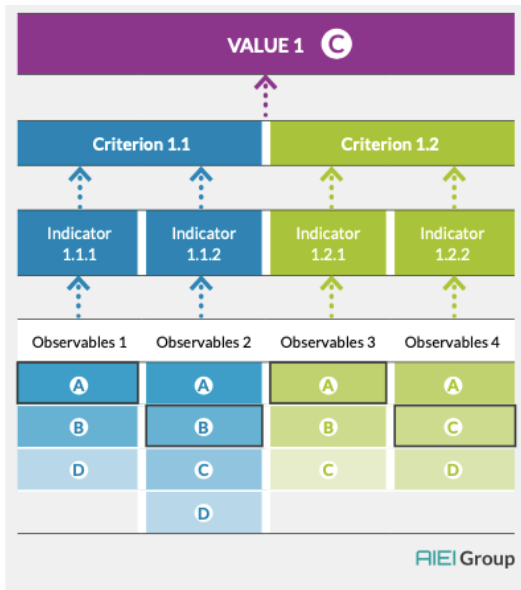 VALUE 1 C
Criterion 1.1 Criterion 1.2
Indicator Indicator Indicator Indicator
1.1.1 1.1.2 1.2.1 1.2.2
Observables 1 Observables 2 Observables 3 Observables 4
A A A A
B B B C
D C C D
D
AIEI Group